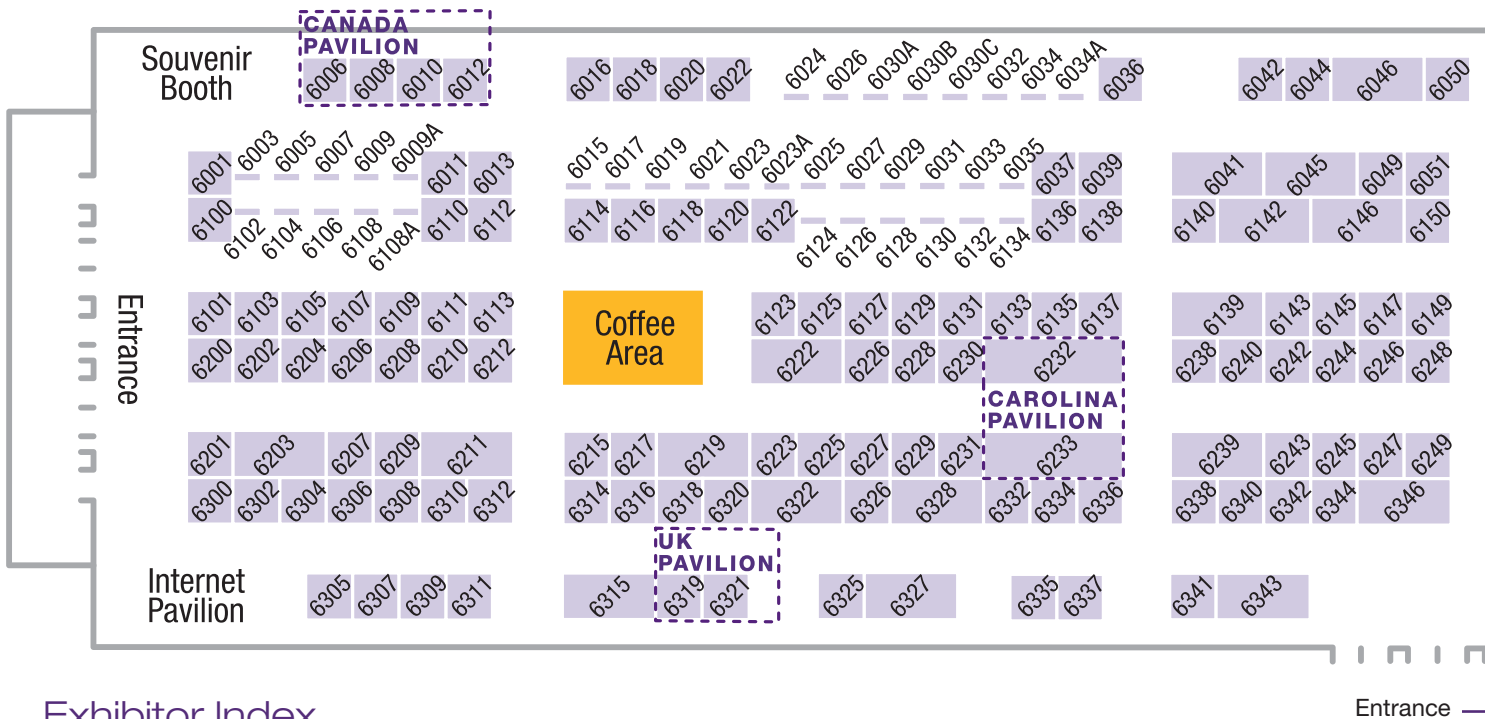 CANADA
PAVILION
Souvenir
Booth
6006 6008 6010 6012
6016 6018 6020 6022
6024 6026 6030A 6030B 6030C 6032 6034 6034A 6036
6042 6044 6046 6050
6001 6003 6005 6007 6009 6009A 6011 6013
6015 6017 6019 6021 6023 6023A 6025 6027 6029 6031 6033 6035 6037 6039
6041 6045 6049 6051
6100 6102 6104 6106 6108 6108A 6110 6112
6114 6116 6118 6120 6122 6124 6126 6128 6130 6132 6134 6136 6138
6140 6142 6146 6150
Entrance
6101 6103 6105 6107 6109 6111 6113
Coffee
Area
6123 6125 6127 6129 6131 6133 6135 6137
6139 6143 6145 6147 6149
6200 6202 6204 6206 6208 6210 6212
6222 6226 6228 6230 6232
6238 6240 6242 6244 6246 6248
CAROLINA
PAVILION
6201 6203 6207 6209 6211
6215 6217 6219 6223 6225 6227 6229 6231 6233
6239 6243 6245 6247 6249
6300 6302 6304 6306 6308 6310 6312
6314 6316 6318 6320 6322 6326 6328 6332 6334 6336
6338 6340 6342 6344 6346
UK
PAVILION
Internet
Pavilion
6305 6307 6309 6311
6315 6319 6321
6325 6327
6335 6337
6341 6343
Exhibitor Index
Entrance